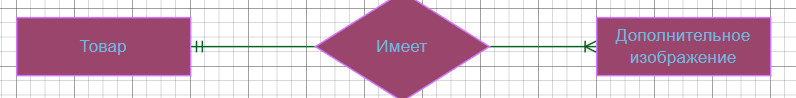 Товар
Имеет
Дополнительное
изображение